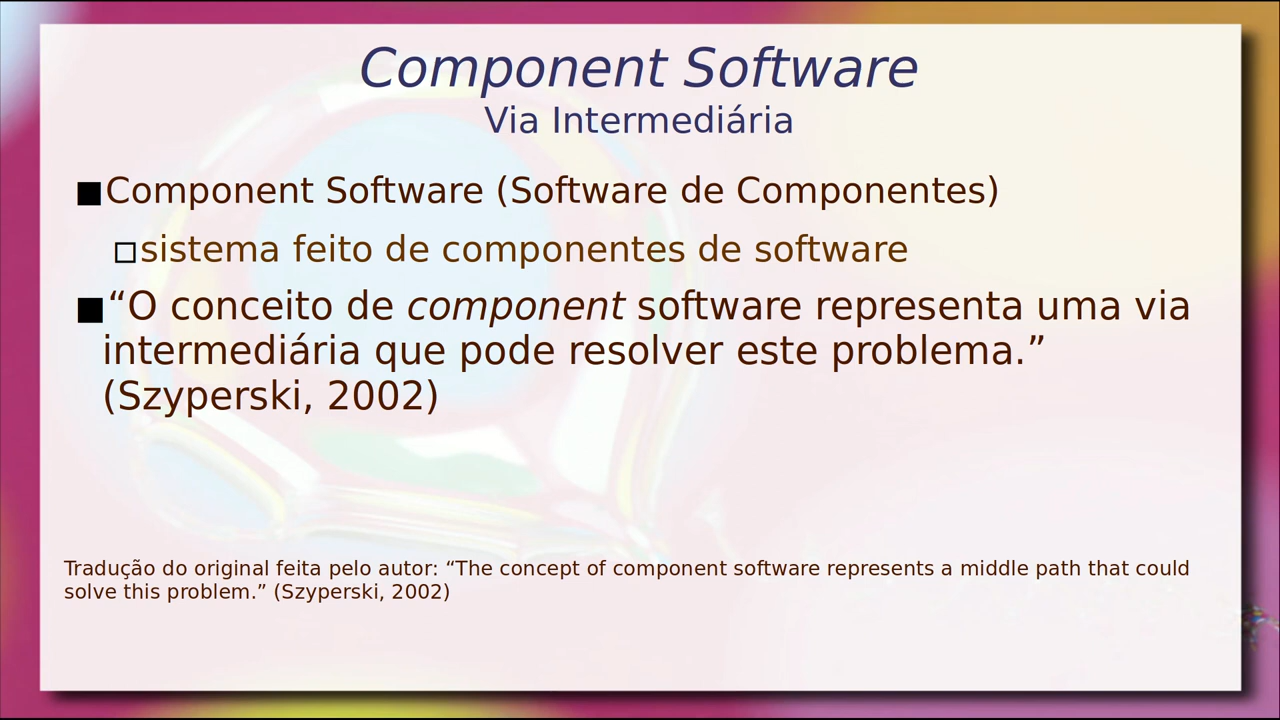 Component Software
Via Intermediária
■Component Software (Software de Componentes)
□sistema feito de componentes de software
■“O conceito de component software representa uma via
intermediária que pode resolver este problema.”
(Szyperski, 2002)
Tradução do original feita pelo autor: “The concept of component software represents a middle path that could
solve this problem.” (Szyperski, 2002)